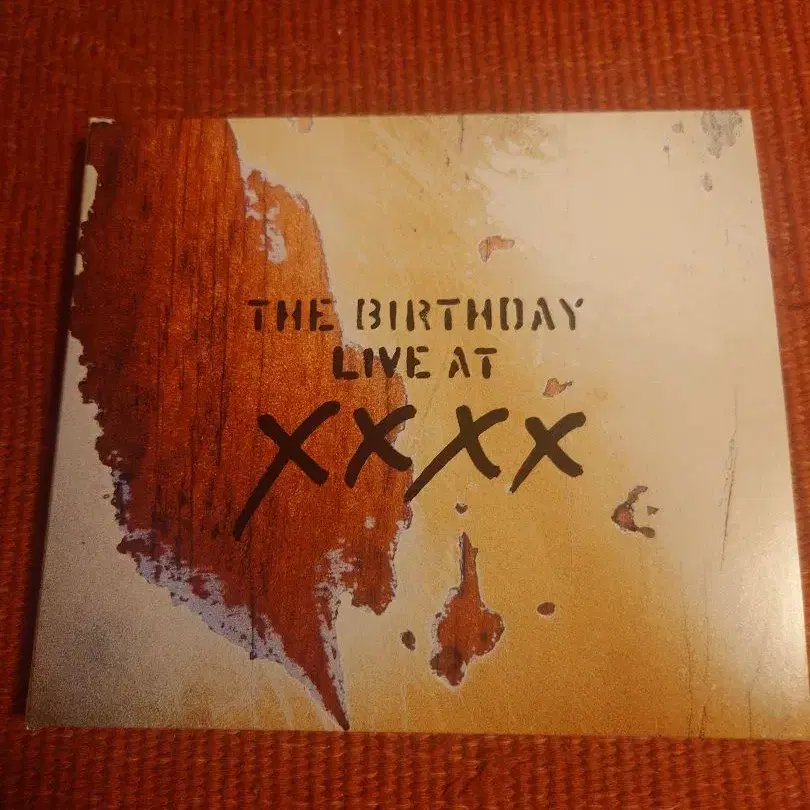 THE BIRTHDAY
LIVE AT
XXXX